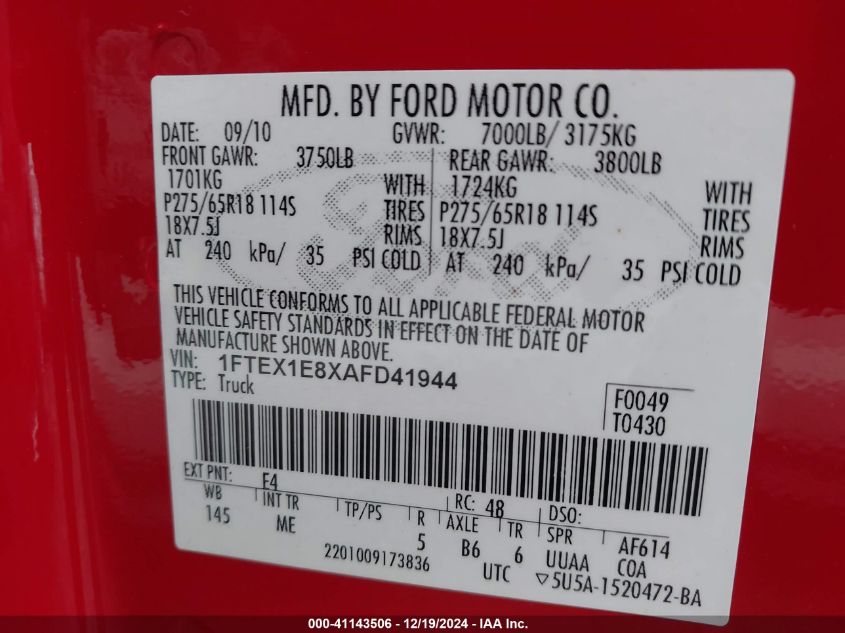 MFD. BY FORD MOTOR CO.
DATE: 09/10 GVWR: 7000LB/ 3175KG
FRONT GAWR: 3750LB REAR GAWR: 3800LB
1701KG WITH 1724KG WITH
P275/65R18 114S TIRES P275/65R18 114S TIRES
18X7.5J RIMS 18X7.5J RIMS
AT 240 kPa/ 35 PSI COLD AT 240 kPa/ 35 PSI COLD
THIS VEHICLE CONFORMS TO ALL APPLICABLE FEDERAL MOTOR
VEHICLE SAFETY STANDARDS IN EFFECT ON THE DATE OF
MANUFACTURE SHOWN ABOVE.
VIN: 1FTEX1E8XAFD41944
TYPE: Truck
F0049
T0430
EXT PNT: F4 RC: 48 DSO:
WB INT TR TP/PS R AXLE TR SPR AF614
145 ME 5 B6 6 UUAA COA
2201009173836 UTC ▽5U5A-1520472-BA
000-41143506 - 12/19/2024 - IAA Inc.